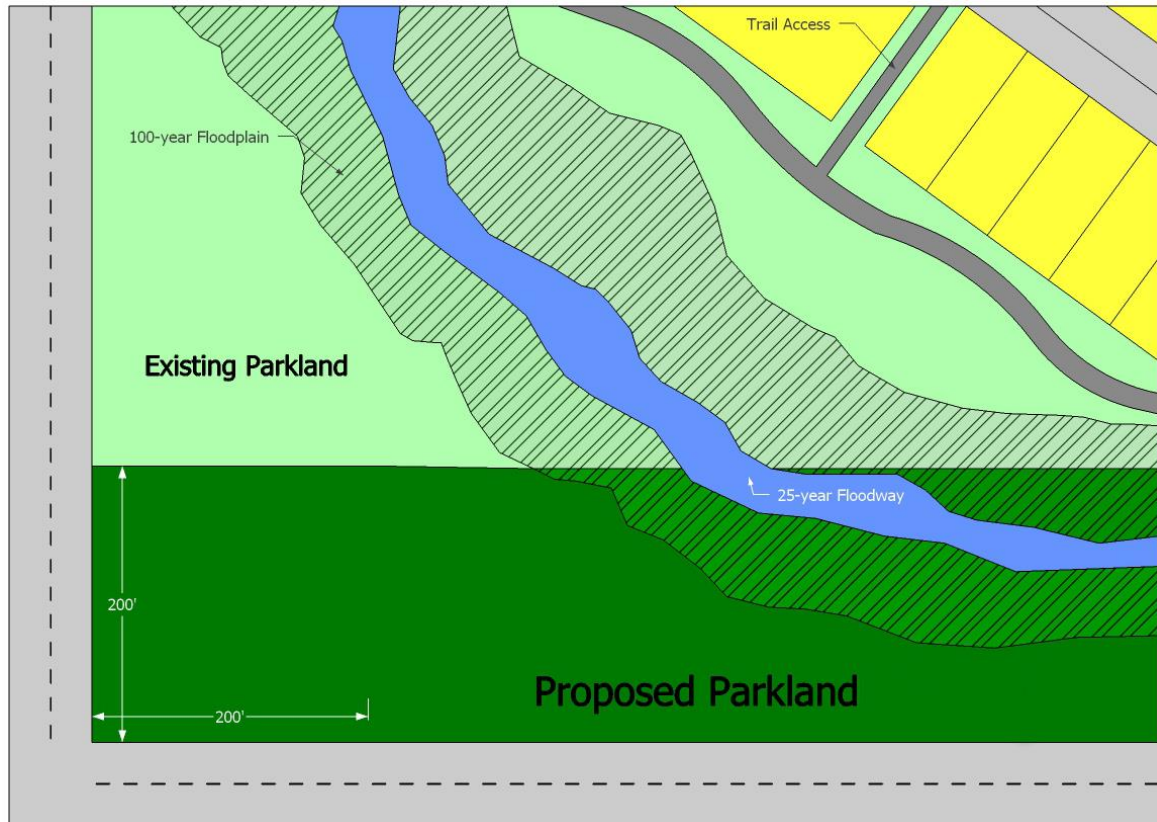 Trail Access
100-year Floodplain
Existing Parkland
25-year Floodway
200'
Proposed Parkland
200'